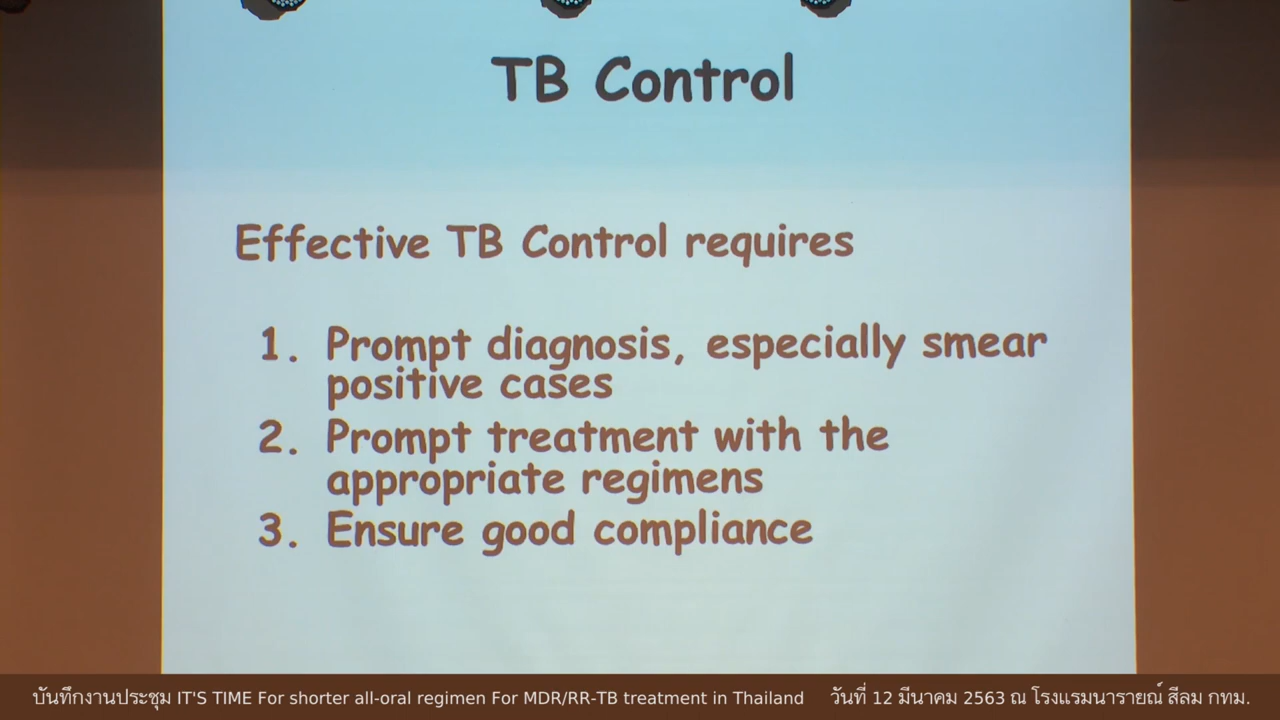 TB Control
Effective TB Control requires
1. Prompt diagnosis, especially smear
positive cases
2. Prompt treatment with the
appropriate regimens
3. Ensure good compliance
บันทึกงานประชุม IT'S TIME For shorter all-oral regimen For MDR/RR-TB treatment in Thailand วันที่ 12 มีนาคม 2563 ณ โรงแรมนารายณ์ สีลม กทม.